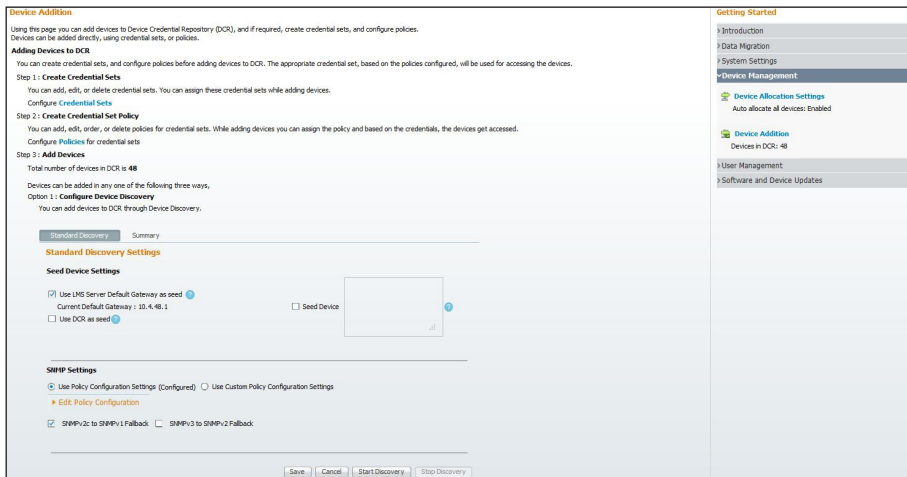 Device Addition
Using this page you can add devices to Device Credential Repository (DCR), and if required, create credential sets, and configure policies.
Devices can be added directly, using credential sets, or policies.
Adding Devices to DCR
You can create credential sets, and configure policies before adding devices to DCR. The appropriate credential set, based on the policies configured, will be used for accessing the devices.
Step 1 : Create Credential Sets
You can add, edit, or delete credential sets. You can assign these credential sets while adding devices.
Configure Credential Sets
Step 2 : Create Credential Set Policy
You can add, edit, order, or delete policies for credential sets. While adding devices you can assign the policy and based on the credentials, the devices get accessed.
Configure Policies for credential sets
Step 3 : Add Devices
Total number of devices in DCR is 48
Devices can be added in any one of the following three ways,
Option 1 : Configure Device Discovery
You can add devices to DCR through Device Discovery.
Standard Discovery Summary
Standard Discovery Settings
Seed Device Settings
Use LMS Server Default Gateway as seed ?
Current Default Gateway : 10.4.48.1
Seed Device ?
Use DCR as seed ?
SNMP Settings
Use Policy Configuration Settings (Configured) Use Custom Policy Configuration Settings
Edit Policy Configuration
SNMPv2c to SNMPv1 Fallback SNMPv3 to SNMPv2 Fallback
Save Cancel Start Discovery Stop Discovery
Getting Started
Introduction
Data Migration
System Settings
Device Management
Device Allocation Settings
Auto allocate all devices: Enabled
Device Addition
Devices in DCR: 48
User Management
Software and Device Updates